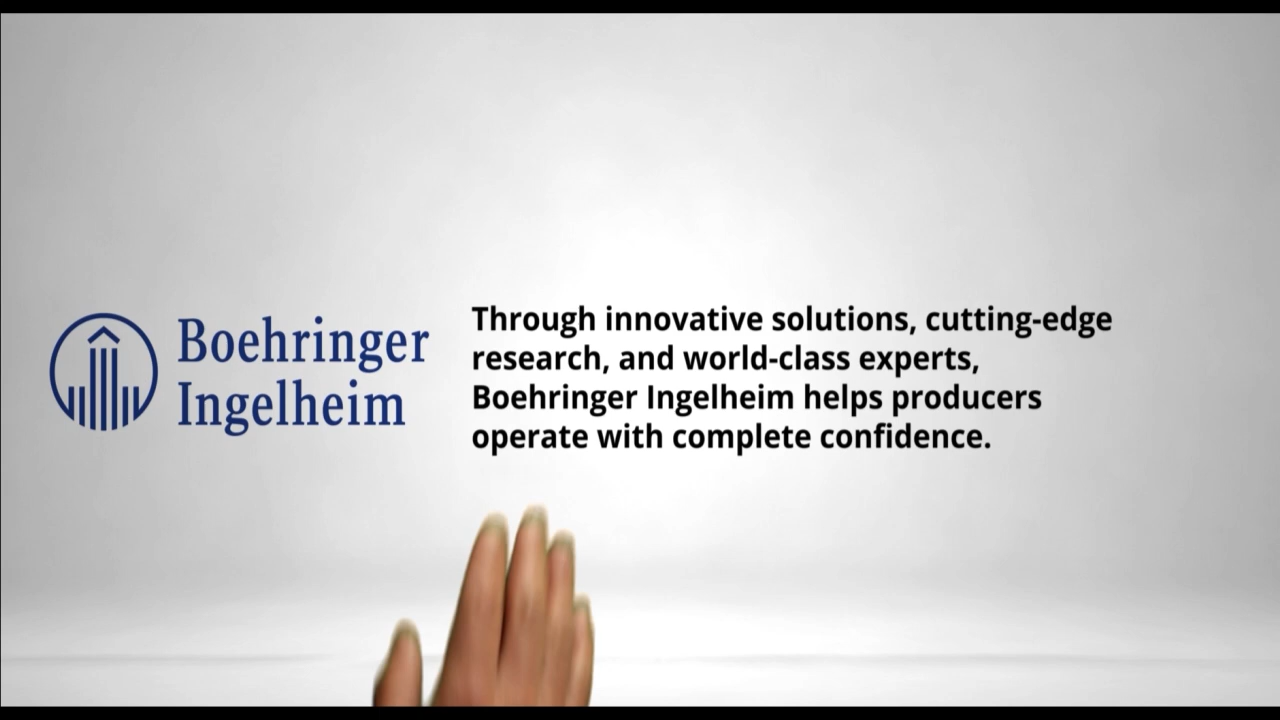 Boehringer
Ingelheim
Through innovative solutions, cutting-edge
research, and world-class experts,
Boehringer Ingelheim helps producers
operate with complete confidence.